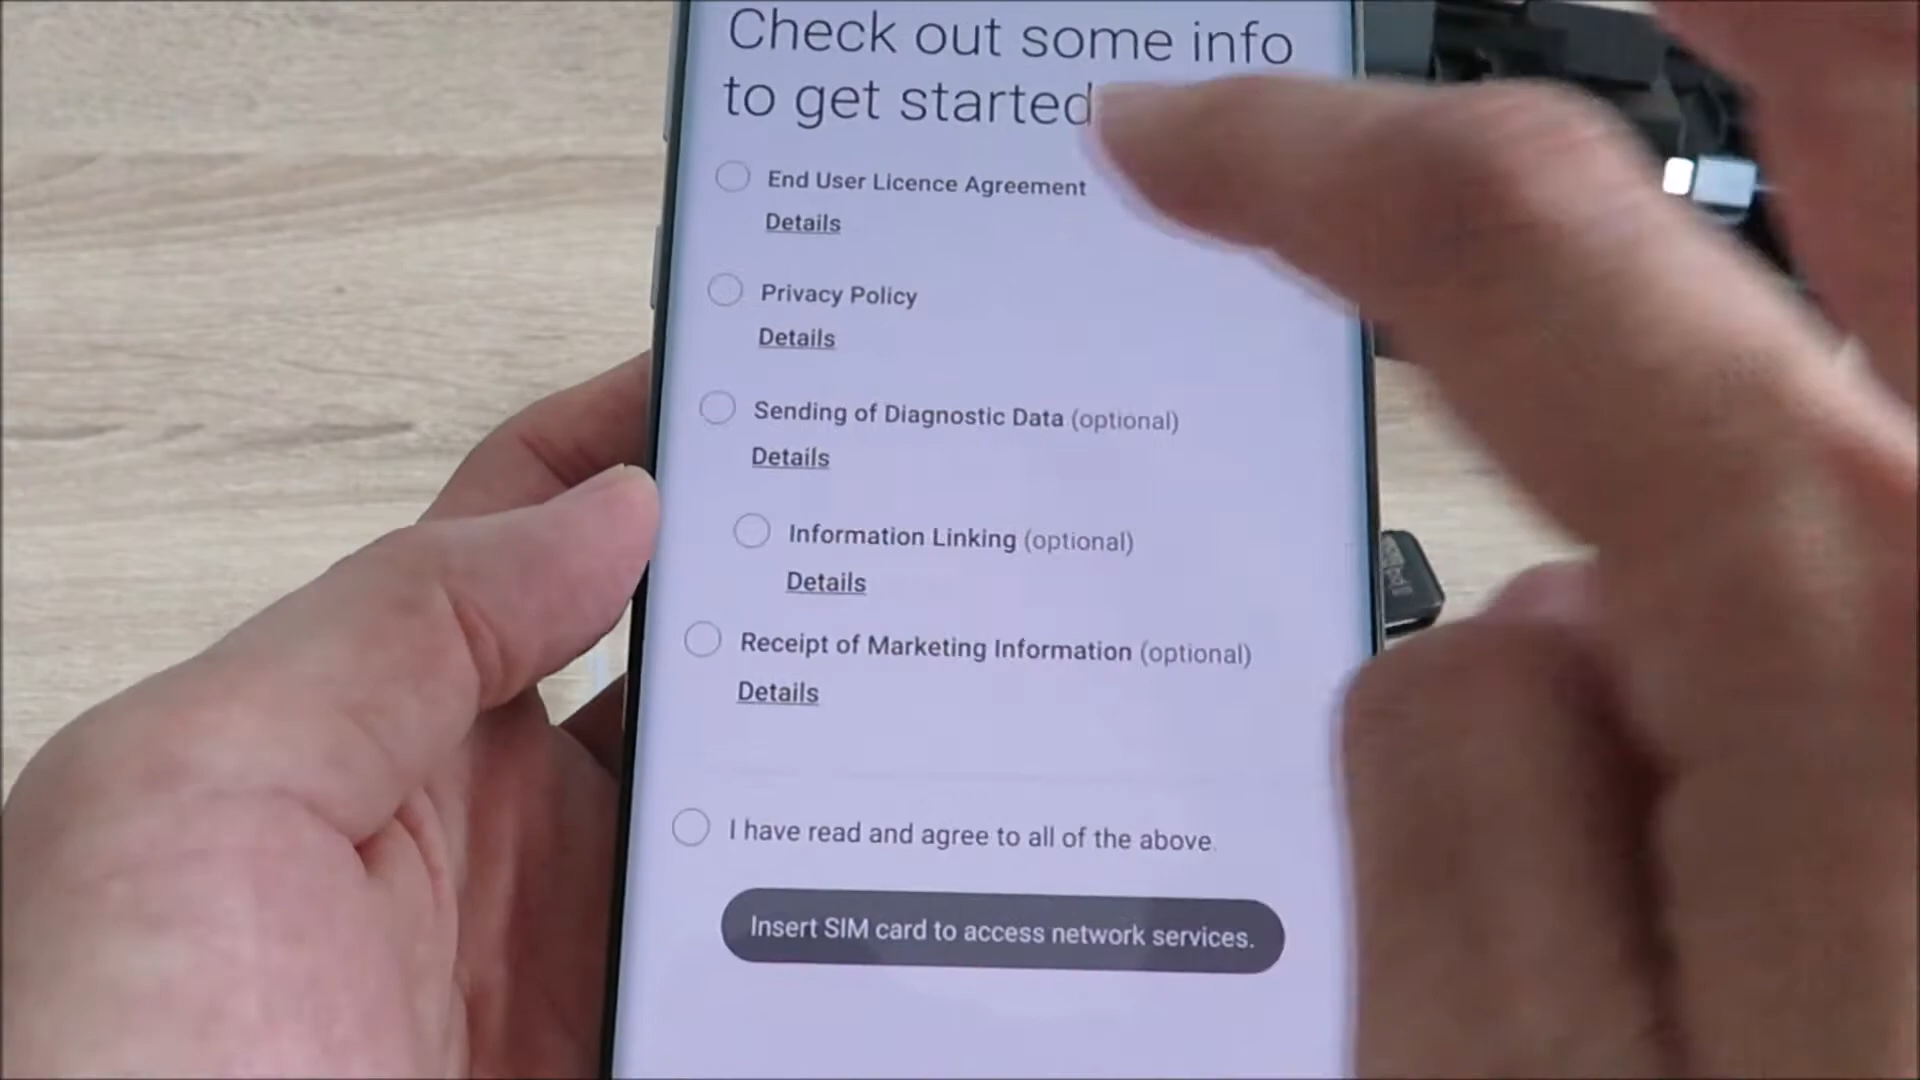 Check out some info
to get started
End User Licence Agreement
Details
Privacy Policy
Details
Sending of Diagnostic Data (optional)
Details
Information Linking (optional)
Details
Receipt of Marketing Information (optional)
Details
I have read and agree to all of the above.
Insert SIM card to access network services.